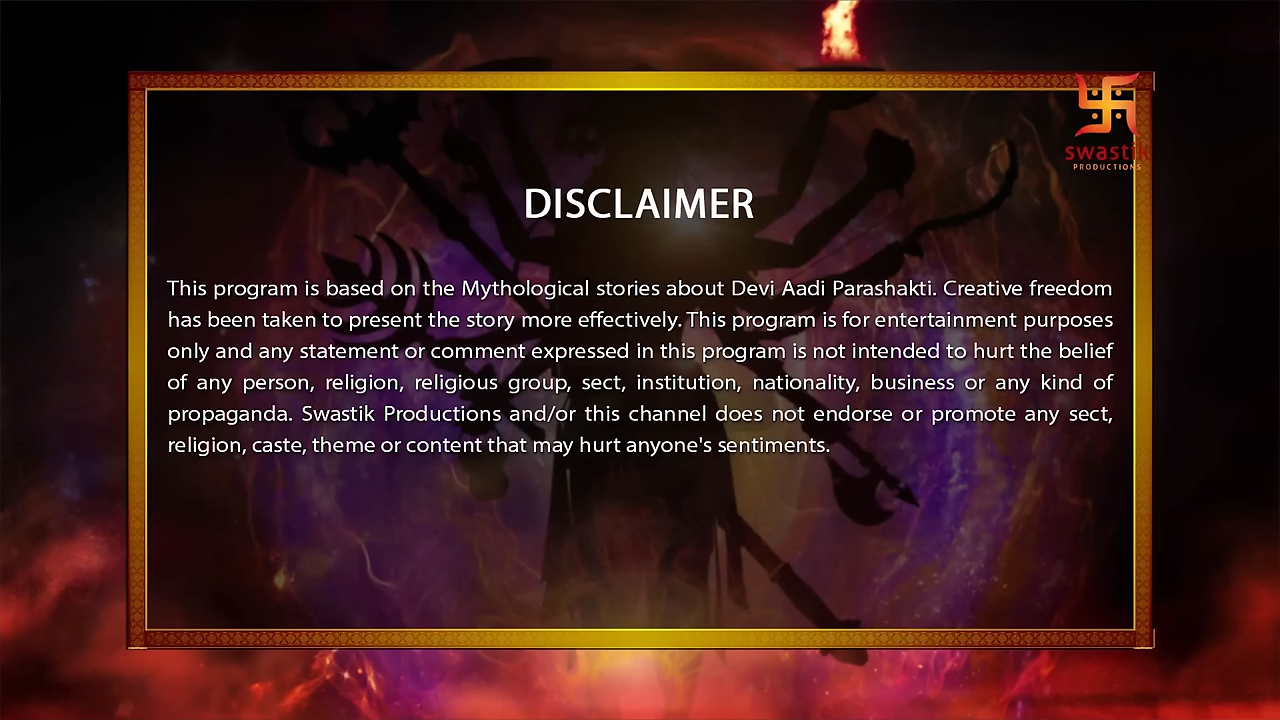 swastik
PRODUCTIONS
DISCLAIMER
This program is based on the Mythological stories about Devi Aadi Parashakti. Creative freedom
has been taken to present the story more effectively. This program is for entertainment purposes
only and any statement or comment expressed in this program is not intended to hurt the belief
of any person, religion, religious group, sect, institution, nationality, business or any kind of
propaganda. Swastik Productions and/or this channel does not endorse or promote any sect,
religion, caste, theme or content that may hurt anyone's sentiments.